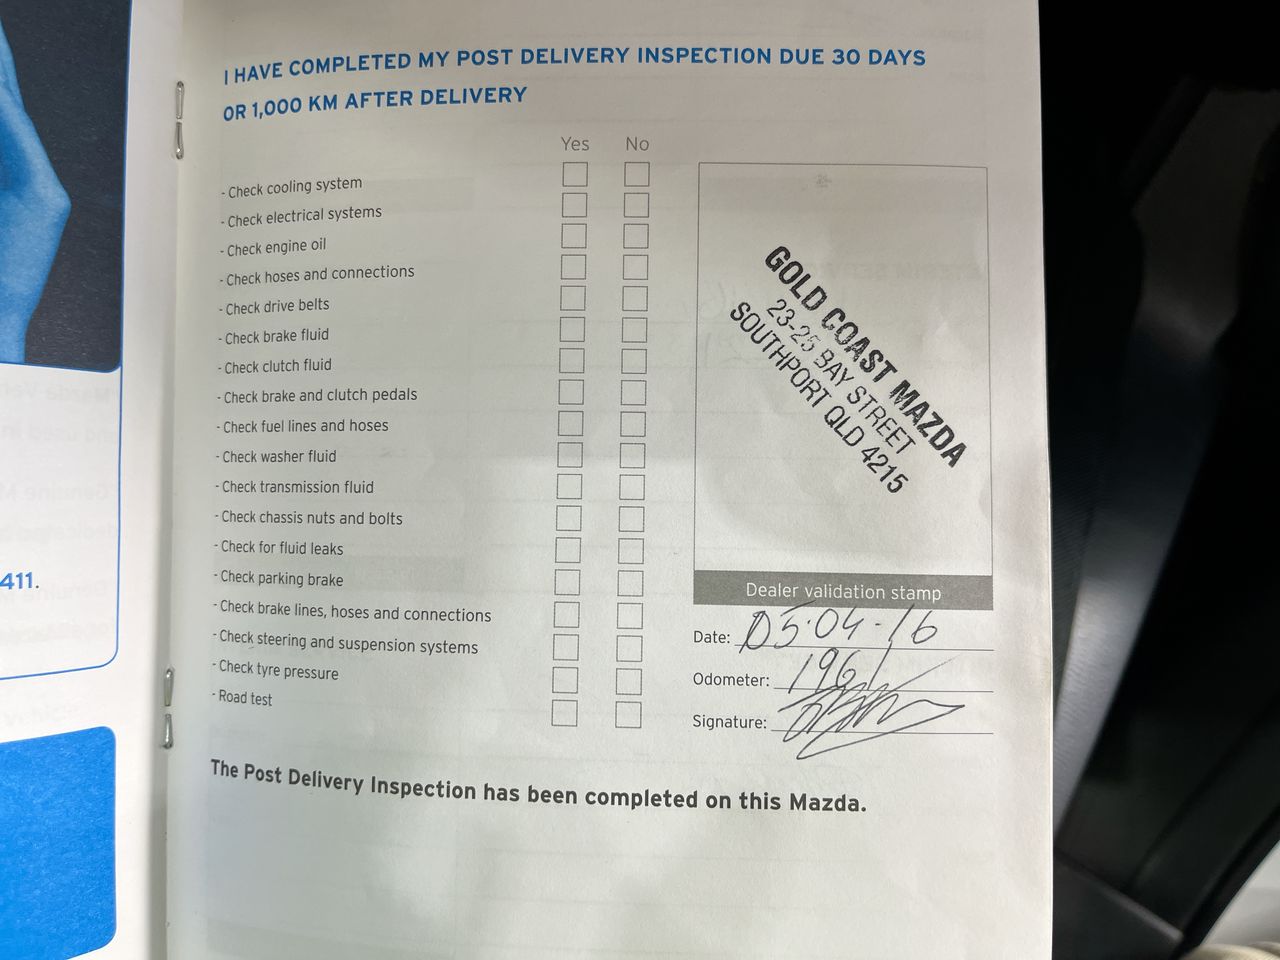 I HAVE COMPLETED MY POST DELIVERY INSPECTION DUE 30 DAYS
OR 1,000 KM AFTER DELIVERY
Yes No
- Check cooling system
- Check electrical systems
- Check engine oil
- Check hoses and connections
- Check drive belts
- Check brake fluid
- Check clutch fluid
- Check brake and clutch pedals
- Check fuel lines and hoses
- Check washer fluid
- Check transmission fluid
- Check chassis nuts and bolts
- Check for fluid leaks
- Check parking brake
- Check brake lines, hoses and connections
- Check steering and suspension systems
- Check tyre pressure
- Road test
GOLD COAST MAZDA
23-25 BAY STREET
SOUTHPORT QLD 4215
Dealer validation stamp
Date: 05·04-16
Odometer: 1961
Signature:
The Post Delivery Inspection has been completed on this Mazda.
411.